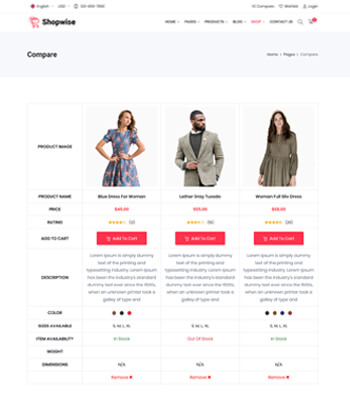 English USD 123-456-7890 Compare Wishlist Login
Shopwise HOME PAGES PRODUCTS BLOG SHOP CONTACT US
Compare
Home > Pages > Compare
PRODUCT IMAGE
PRODUCT NAME Blue Dress For Woman Lether Gray Tuxedo Woman Full Sliv Dress
PRICE $45.00 $55.00 $68.00
RATING
ADD TO CART Add To Cart Add To Cart Add To Cart
Lorem Ipsum is simply dummy Lorem Ipsum is simply dummy Lorem Ipsum is simply dummy
text of the printing and text of the printing and text of the printing and
typesetting industry. Lorem Ipsum typesetting industry. Lorem Ipsum typesetting industry. Lorem Ipsum
DESCRIPTION
has been the industry's standard has been the industry's standard has been the industry's standard
dummy text ever since the 1500s, dummy text ever since the 1500s, dummy text ever since the 1500s,
when an unknown printer took a when an unknown printer took a when an unknown printer took a
galley of type and galley of type and galley of type and
COLOR
SIZES AVAILABLE S, M, L, XL S, M, L, XL S, M, L, XL
ITEM AVAILABILITY In Stock Out Of Stock In Stock
WEIGHT
DIMENSIONS N/A N/A N/A
Remove Remove Remove